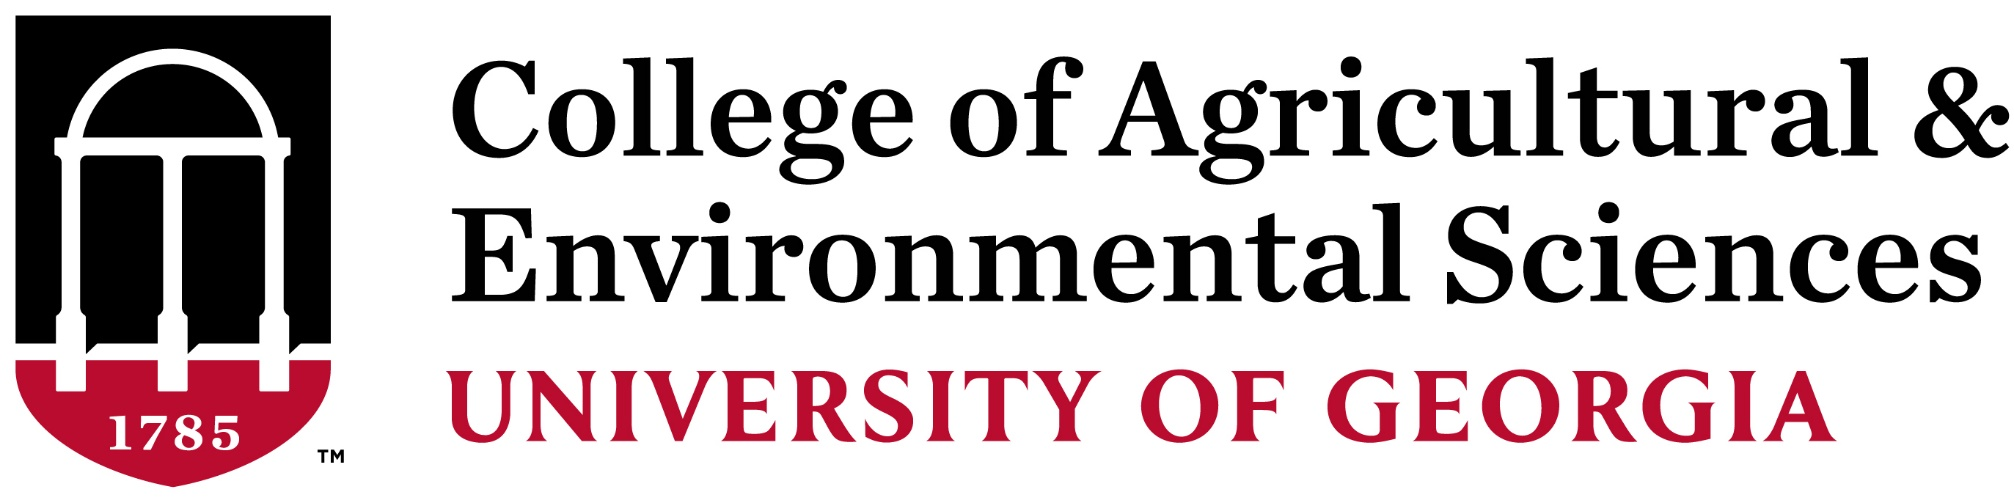 College of Agricultural &
Environmental Sciences
UNIVERSITY OF GEORGIA
1785
TM